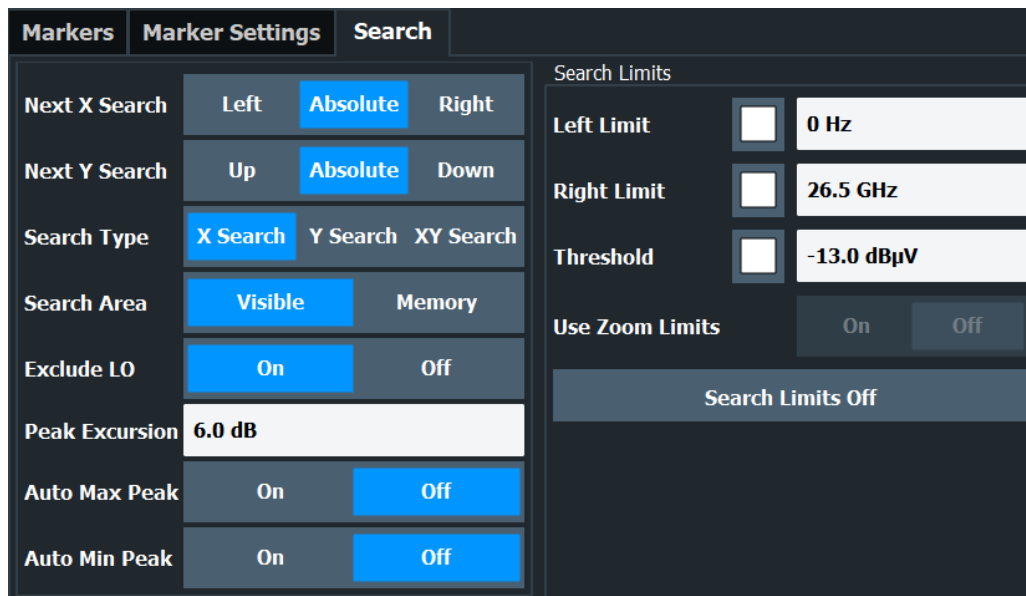 Markers Marker Settings Search
Next X Search Left Absolute Right
Next Y Search Up Absolute Down
Search Type X Search Y Search XY Search
Search Area Visible Memory
Exclude LO On Off
Peak Excursion 6.0 dB
Auto Max Peak On Off
Auto Min Peak On Off
Search Limits
Left Limit 0 Hz
Right Limit 26.5 GHz
Threshold -13.0 dBµV
Use Zoom Limits On Off
Search Limits Off